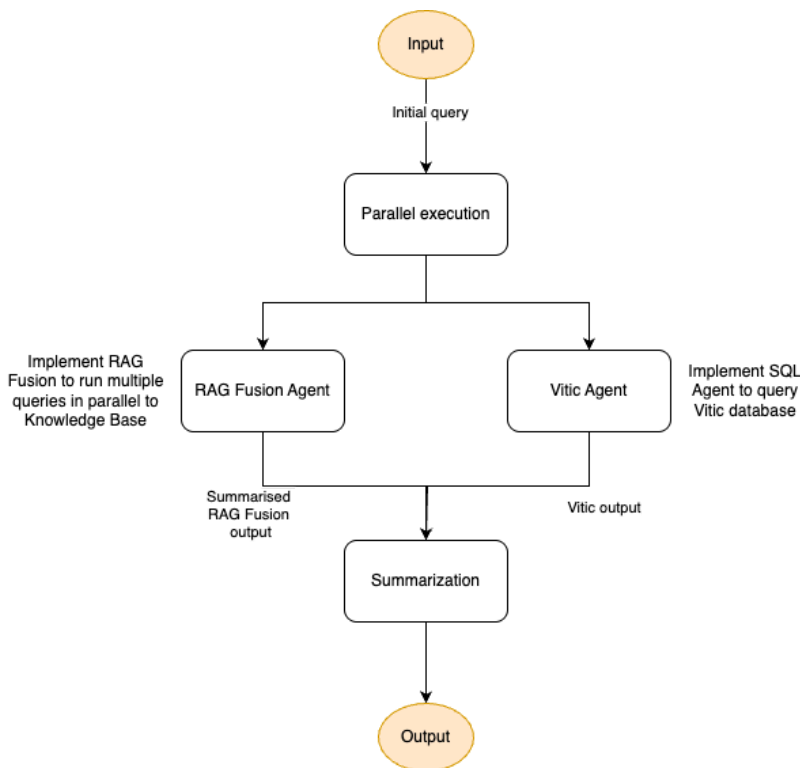 Input
Initial query
Parallel execution
Implement RAG
Fusion to run multiple
queries in parallel to
Knowledge Base
RAG Fusion Agent
Vitic Agent
Implement SQL
Agent to query
Vitic database
Summarised
RAG Fusion
output
Vitic output
Summarization
Output